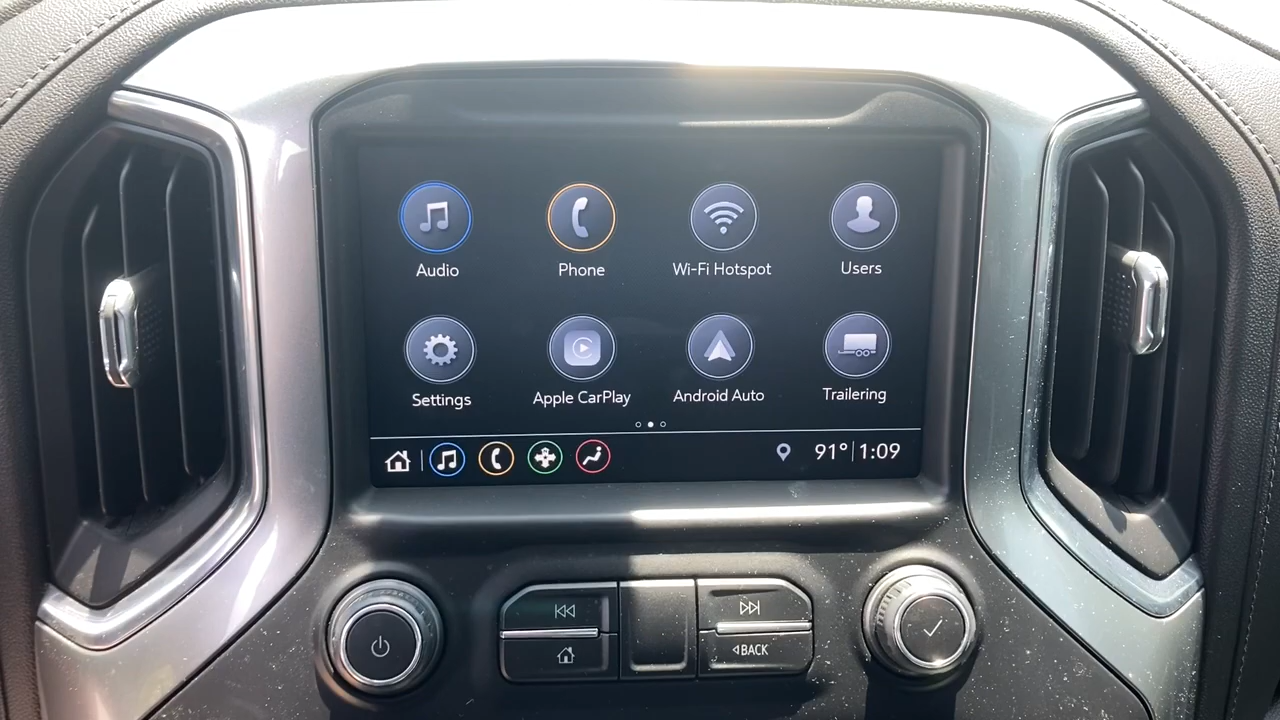 Audio Phone Wi-Fi Hotspot Users
Settings Apple CarPlay Android Auto Trailering
91° 1:09
BACK